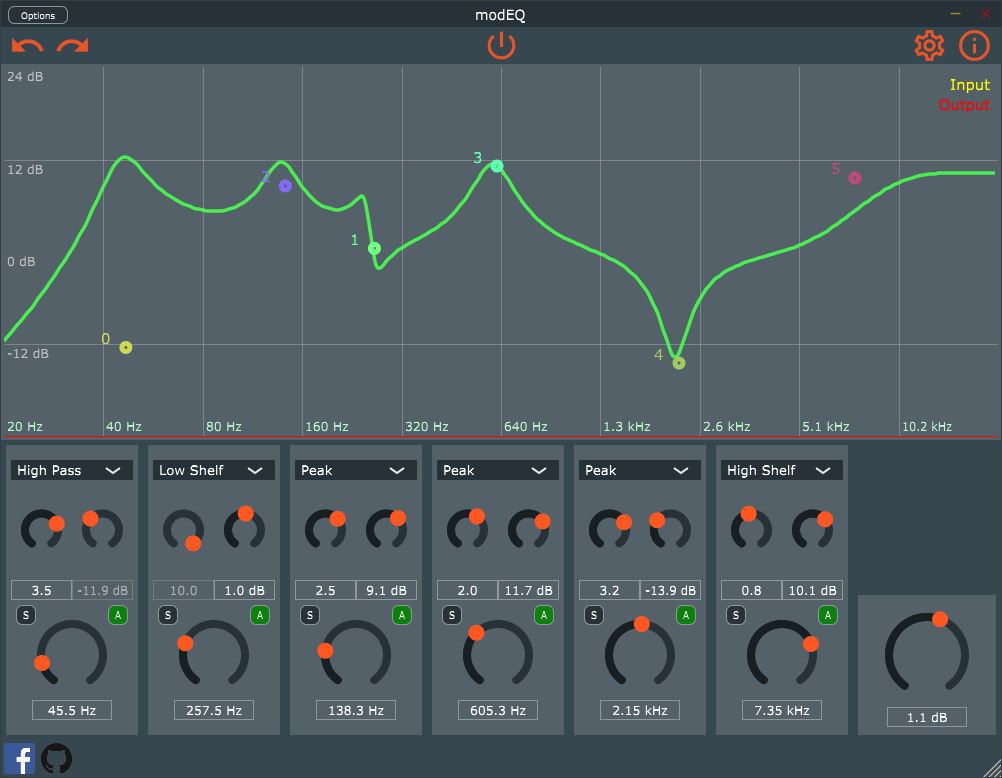 Options
modEQ
24 dB
Input
Output
12 dB
0 dB
-12 dB
0
1
2
3
4
5
20 Hz 40 Hz 80 Hz 160 Hz 320 Hz 640 Hz 1.3 kHz 2.6 kHz 5.1 kHz 10.2 kHz
High Pass Low Shelf Peak Peak Peak High Shelf
3.5 -11.9 dB 10.0 1.0 dB 2.5 9.1 dB 2.0 11.7 dB 3.2 -13.9 dB 0.8 10.1 dB
S A S A S A S A S A S A
45.5 Hz 257.5 Hz 138.3 Hz 605.3 Hz 2.15 kHz 7.35 kHz 1.1 dB